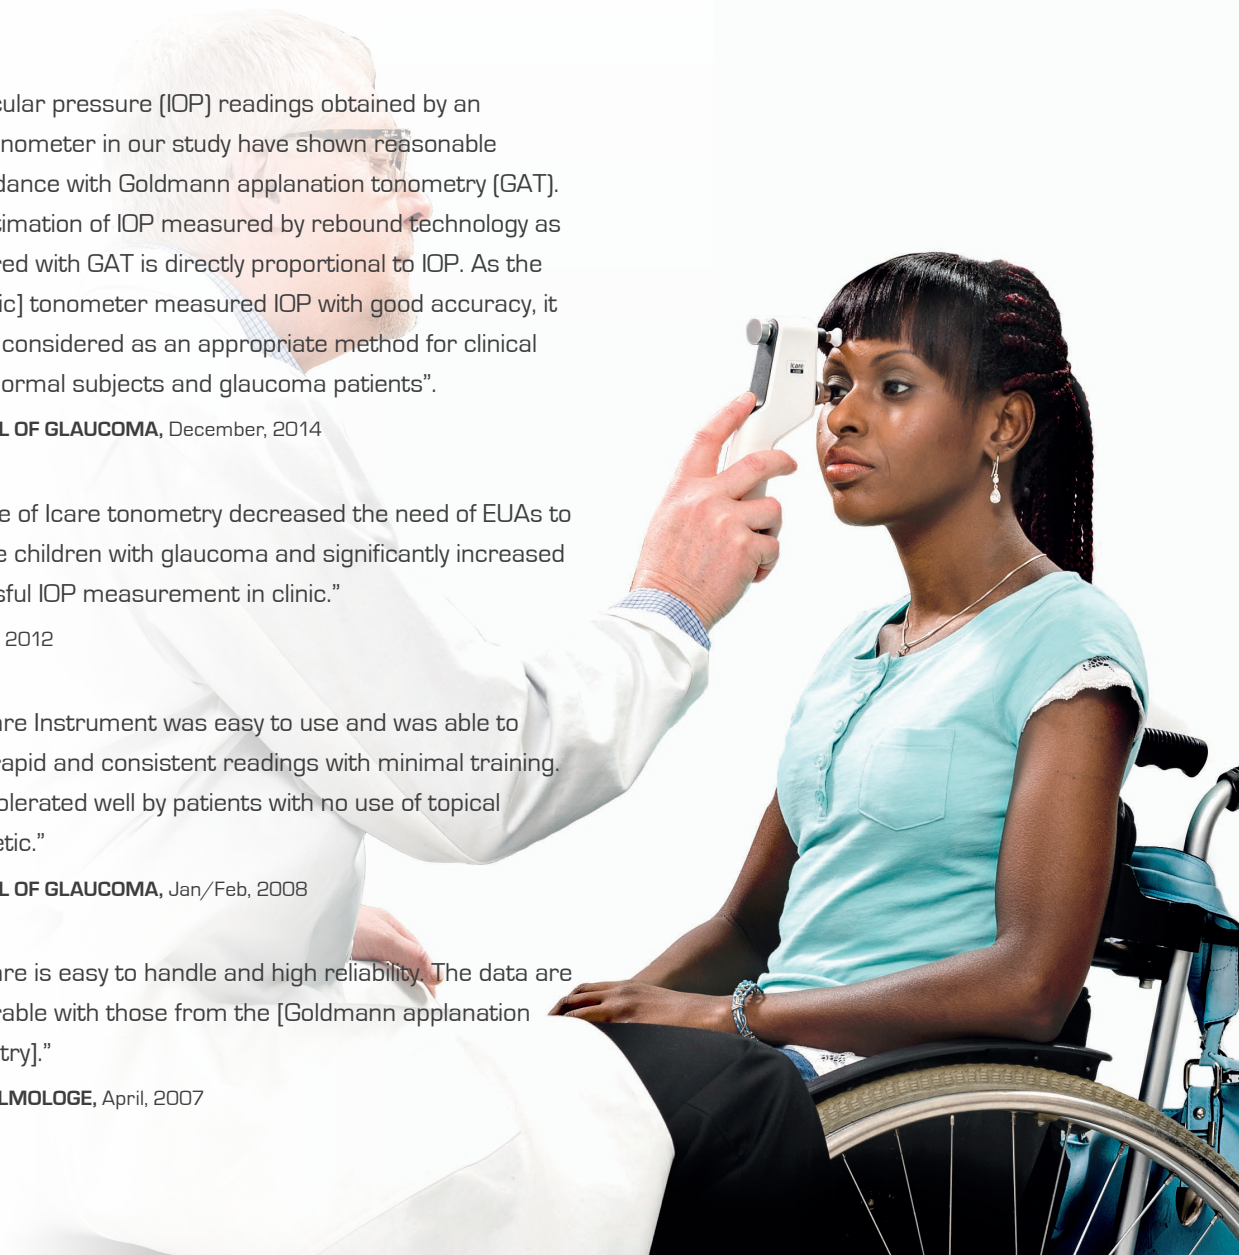 cular pressure (IOP) readings obtained by an
nometer in our study have shown reasonable
dance with Goldmann applanation tonometry (GAT).
timation of IOP measured by rebound technology as
red with GAT is directly proportional to IOP. As the
ic] tonometer measured IOP with good accuracy, it
considered as an appropriate method for clinical
ormal subjects and glaucoma patients”.
L OF GLAUCOMA, December, 2014
e of Icare tonometry decreased the need of EUAs to
e children with glaucoma and significantly increased
sful IOP measurement in clinic.”
2012
are Instrument was easy to use and was able to
rapid and consistent readings with minimal training.
olerated well by patients with no use of topical
etic.”
L OF GLAUCOMA, Jan/Feb, 2008
are is easy to handle and high reliability. The data are
rable with those from the [Goldmann applanation
try].”
LMOLOGE, April, 2007
Icare